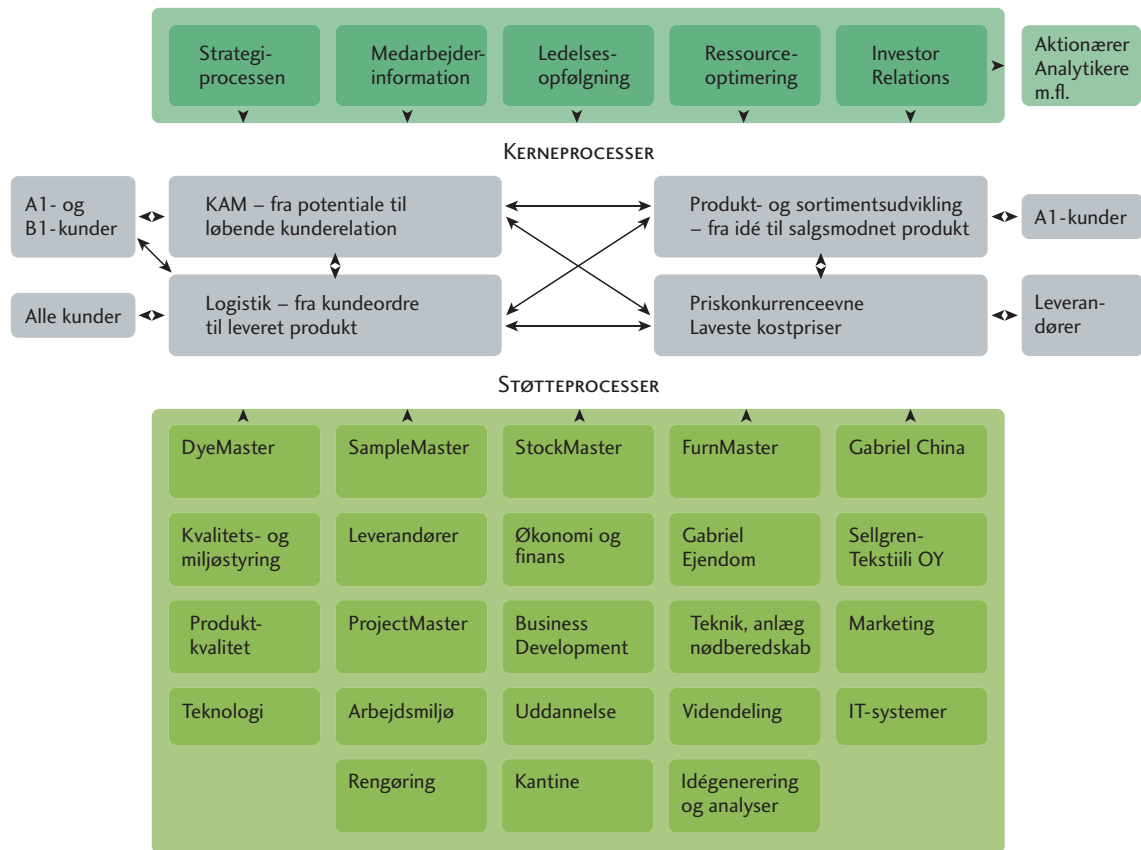 Strategi-
processen
Medarbejder-
information
Ledelses-
opfølgning
Ressource-
optimering
Investor
Relations
Aktionærer
Analytikere
m.fl.
Kerneprocesser
A1- og
B1-kunder
KAM – fra potentiale til
løbende kunderelation
Produkt- og sortimentsudvikling
– fra idé til salgsmodnet produkt
A1-kunder
Alle kunder
Logistik – fra kundeordre
til leveret produkt
Priskonkurrenceevne
Laveste kostpriser
Leveran-
dører
Støtteprocesser
DyeMaster
SampleMaster
StockMaster
FurnMaster
Gabriel China
Kvalitets- og
miljøstyring
Leverandører
Økonomi og
finans
Gabriel
Ejendom
Sellgren-
Tekstiili OY
Produkt-
kvalitet
ProjectMaster
Business
Development
Teknik, anlæg
nødberedskab
Marketing
Teknologi
Arbejdsmiljø
Uddannelse
Videndeling
IT-systemer
Rengøring
Kantine
Idégenerering
og analyser